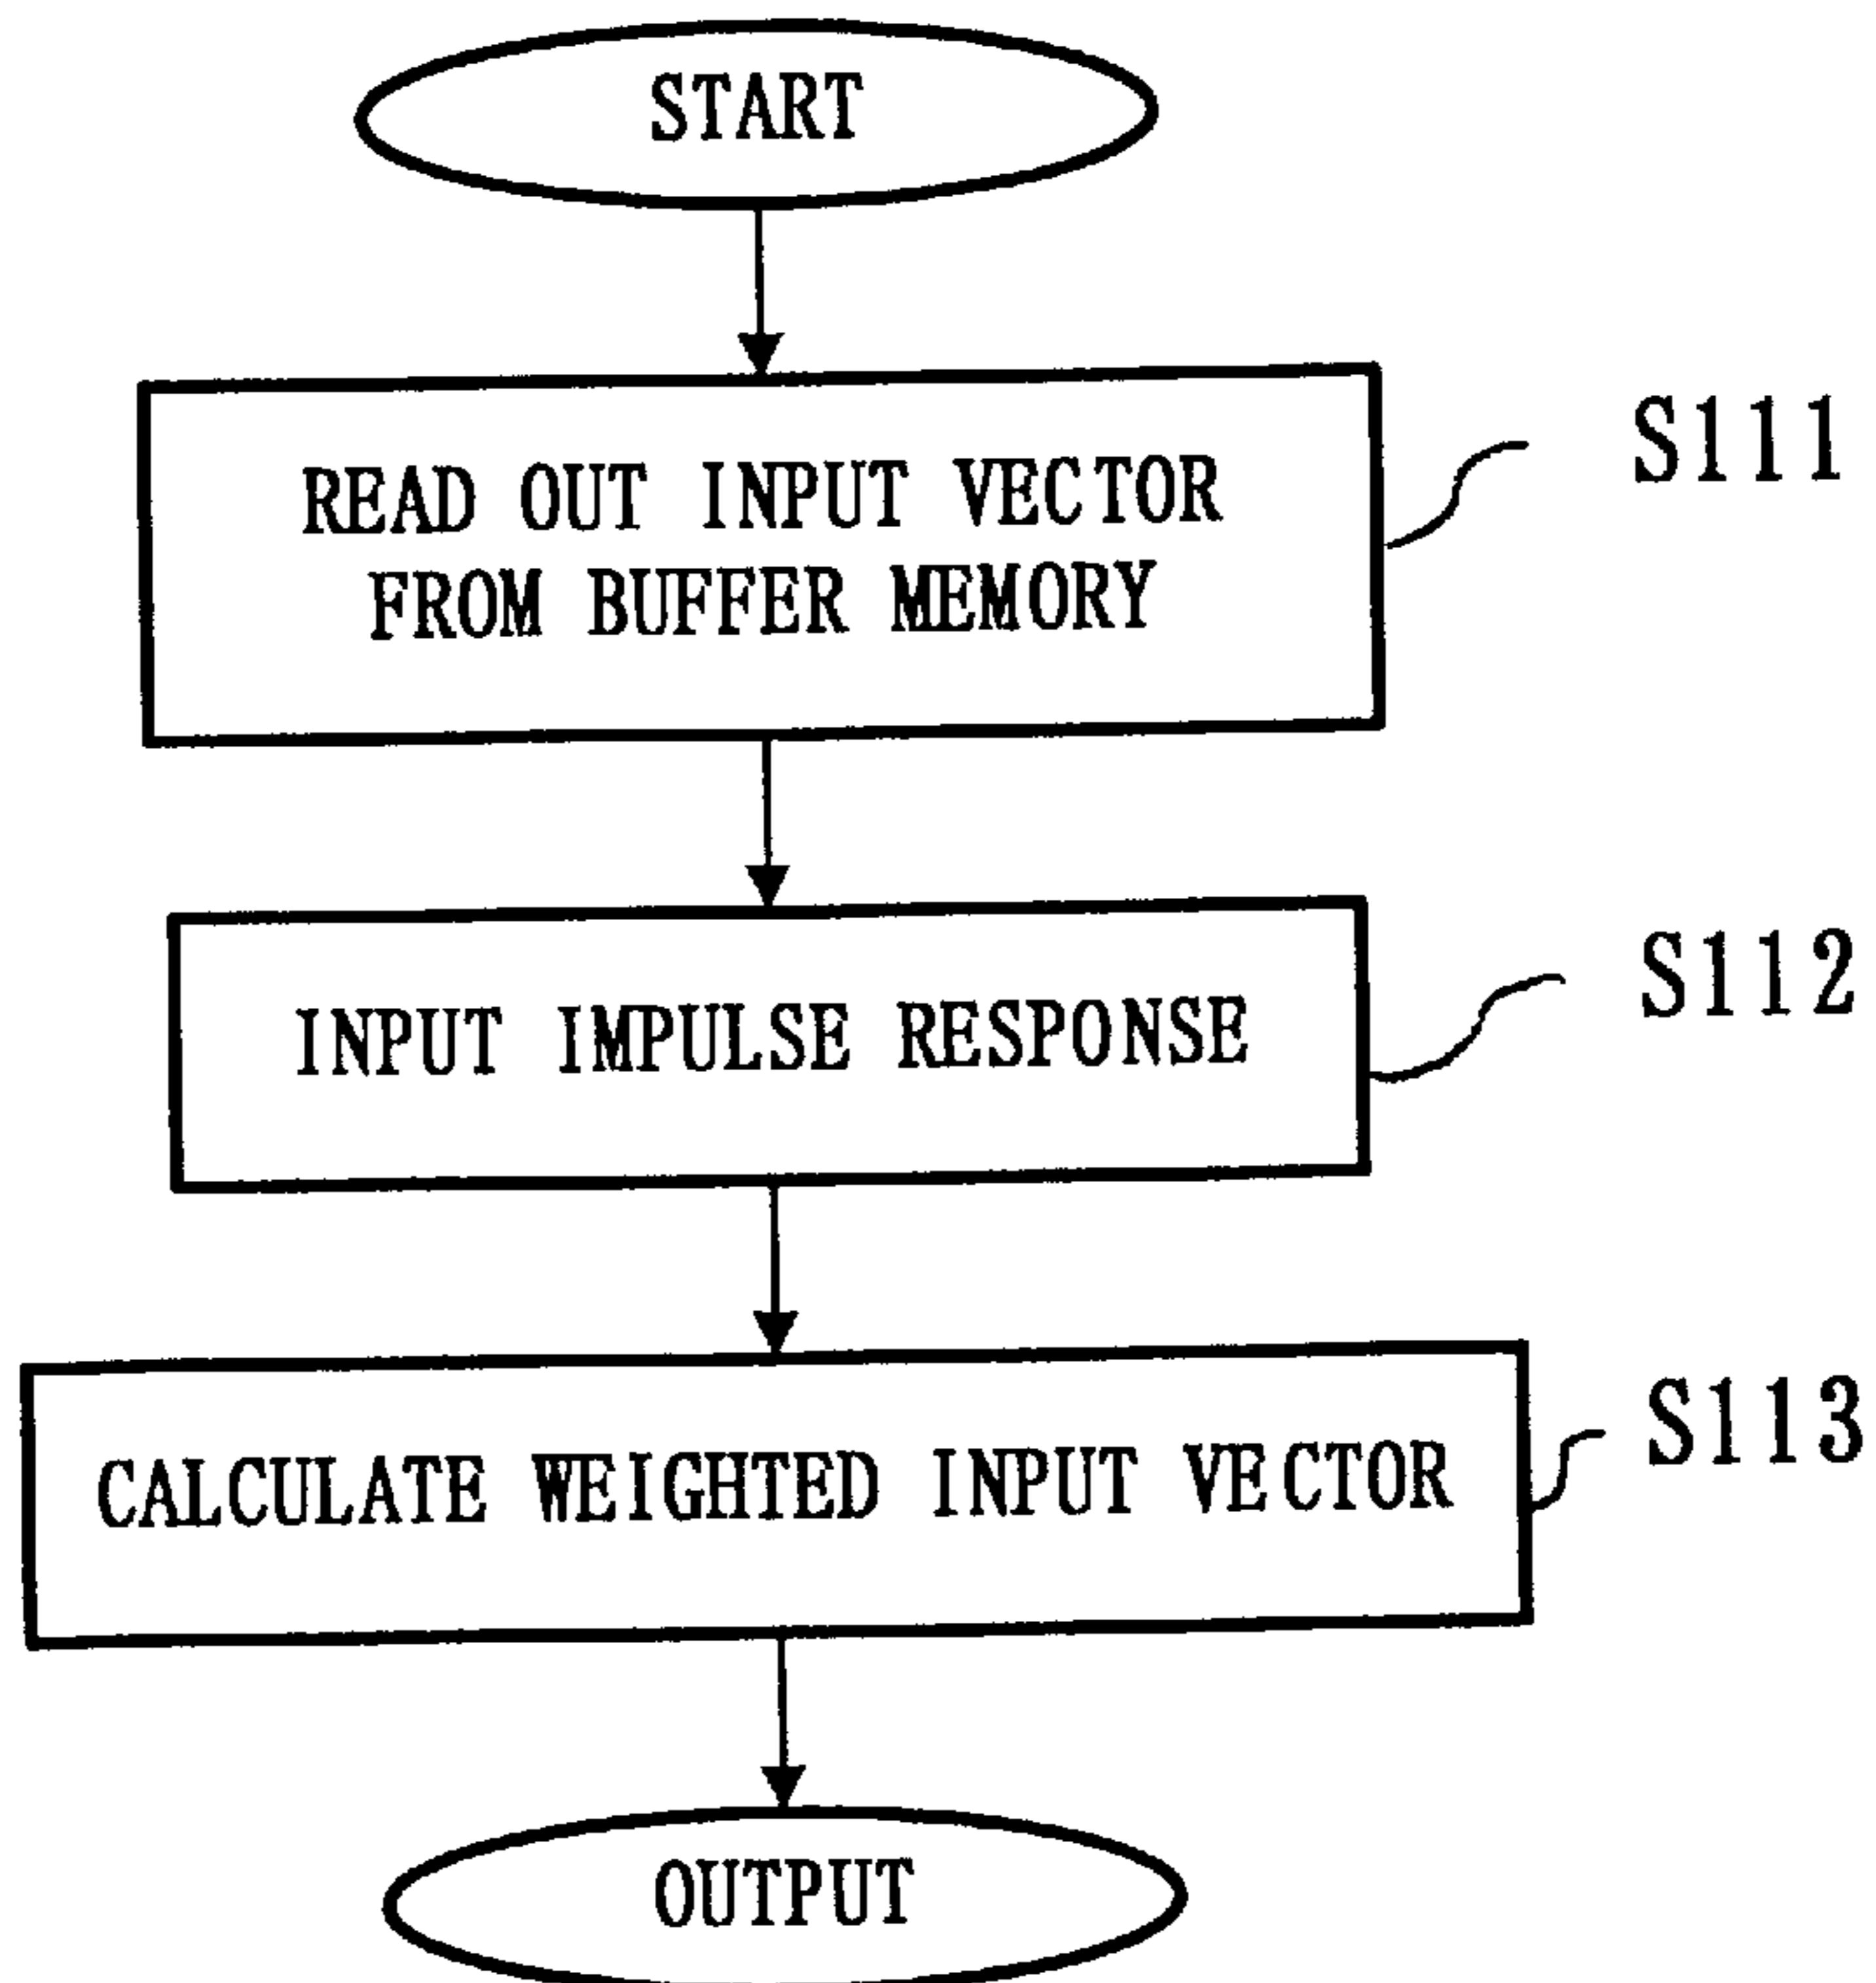 START
READ OUT INPUT VECTOR
FROM BUFFER MEMORY
S111
INPUT IMPULSE RESPONSE
S112
CALCULATE WEIGHTED INPUT VECTOR
S113
OUTPUT